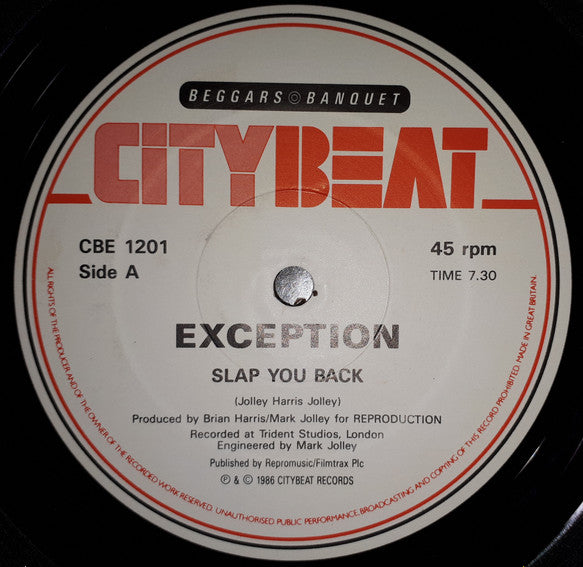 BEGGARS BANQUET
CITYBEAT
CBE 1201
45 rpm
Side A
TIME 7.30
EXCEPTION
SLAP YOU BACK
(Jolley Harris Jolley)
Produced by Brian Harris/Mark Jolley for REPRODUCTION
Recorded at Trident Studios, London
Engineered by Mark Jolley
Published by Repromusic/Filmtrax Plc
℗ & © 1986 CITYBEAT RECORDS
ALL RIGHTS OF THE PRODUCER AND OF THE OWNER OF THE RECORDED WORK RESERVED. UNAUTHORISED PUBLIC PERFORMANCE, BROADCASTING AND COPYING OF THIS RECORD PROHIBITED. MADE IN GREAT BRITAIN.